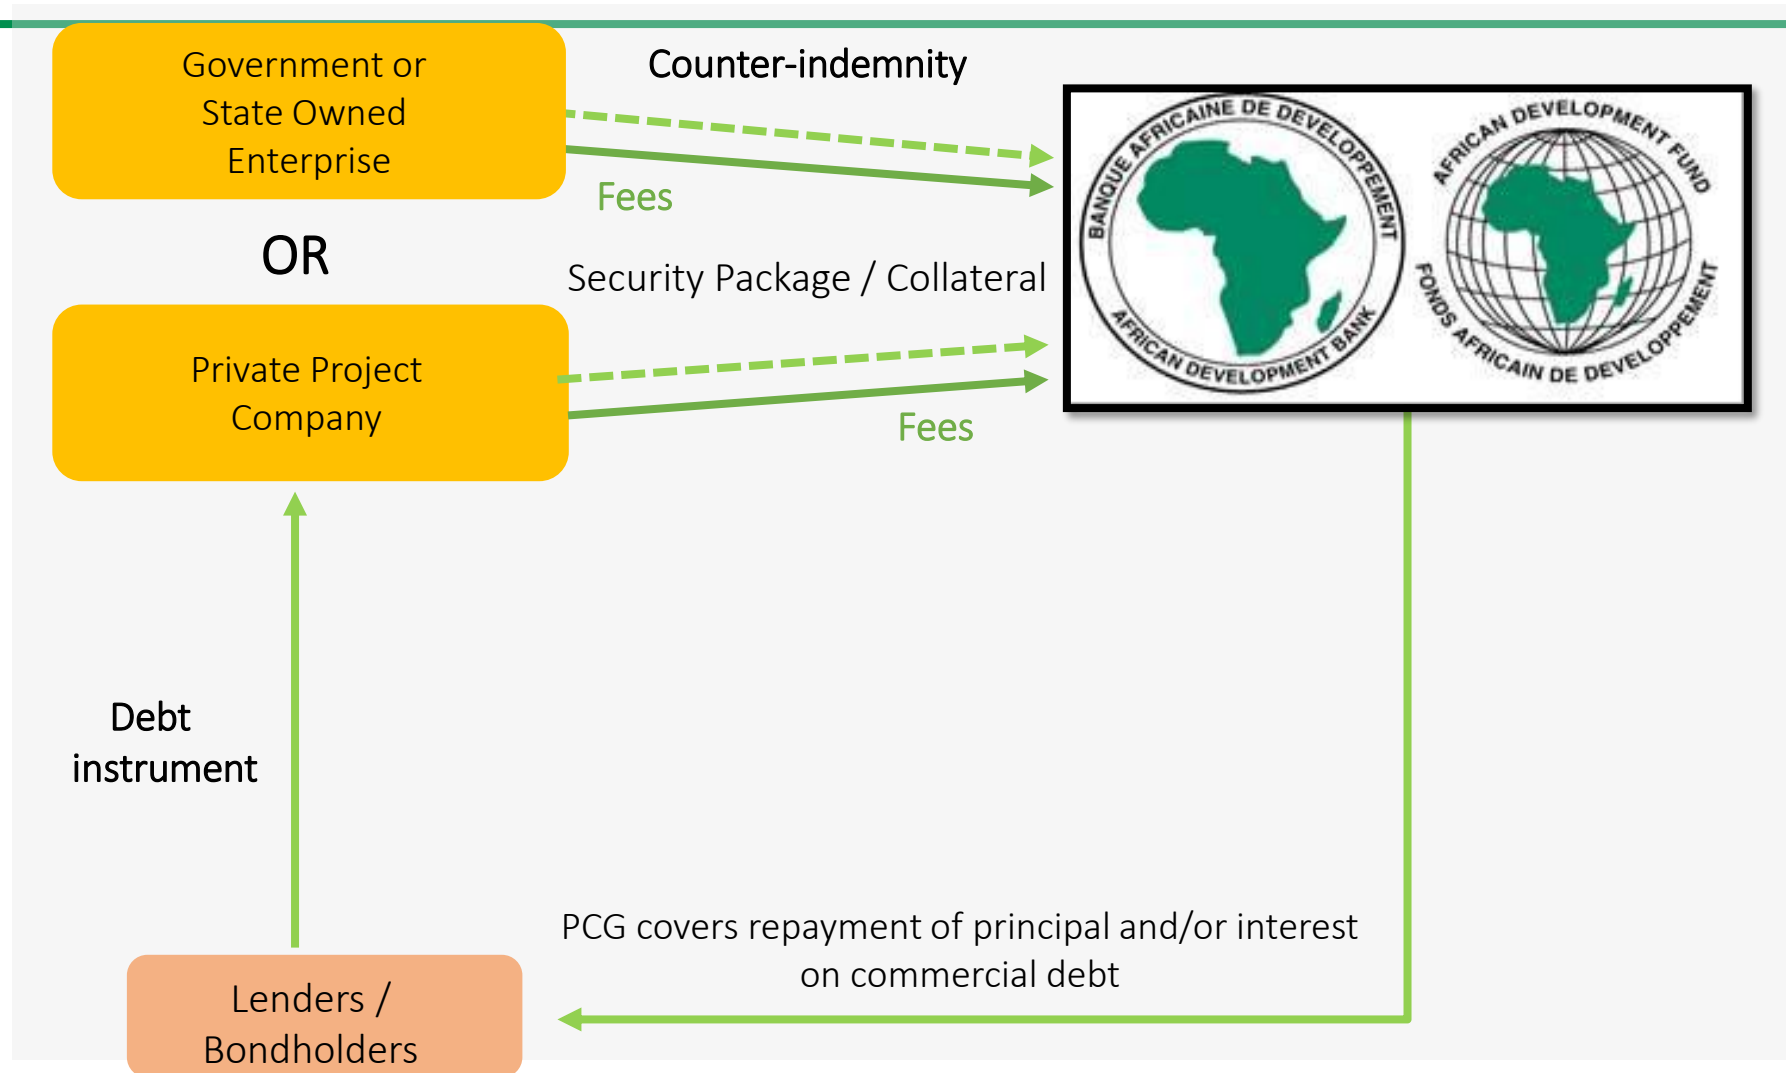 Government or
State Owned
Enterprise
Counter-indemnity
Fees
OR
Security Package / Collateral
Private Project
Company
Fees
BANQUE AFRICAINE DE DEVELOPPEMENT
AFRICAN DEVELOPMENT BANK
AFRICAN DEVELOPMENT FUND
FONDS AFRICAIN DE DEVELOPPEMENT
Debt
instrument
PCG covers repayment of principal and/or interest
on commercial debt
Lenders /
Bondholders